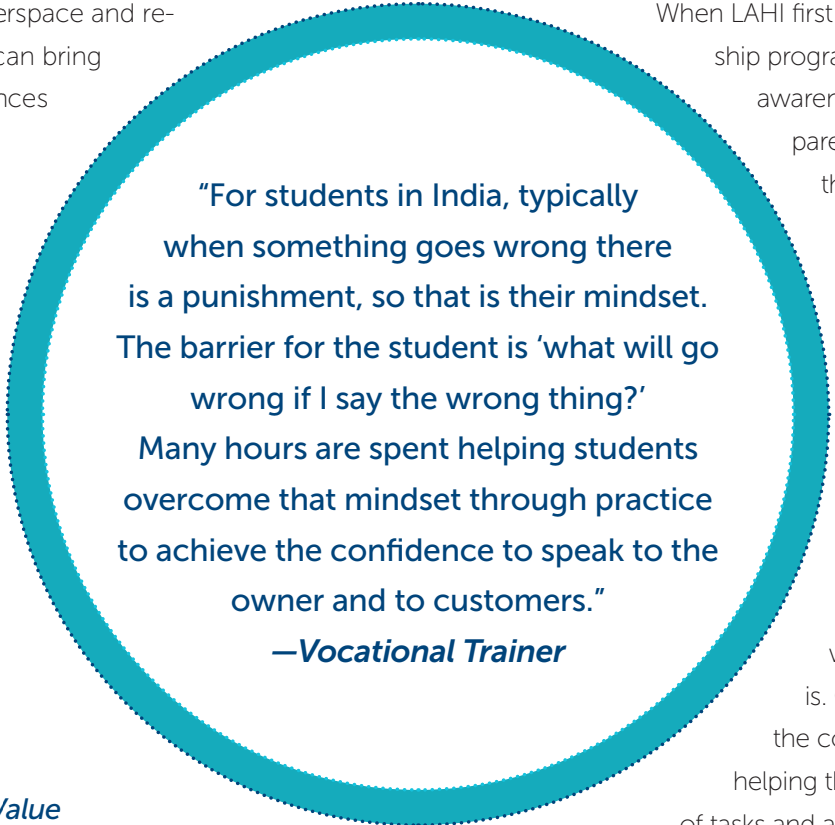 erspace and re-
can bring
nces
"For students in India, typically
when something goes wrong there
is a punishment, so that is their mindset.
The barrier for the student is ‘what will go
wrong if I say the wrong thing?’
Many hours are spent helping students
overcome that mindset through practice
to achieve the confidence to speak to the
owner and to customers."
—Vocational Trainer
Value
When LAHI first
ship progra
awaren
pare
th
is.
the co
helping th
of tasks and a